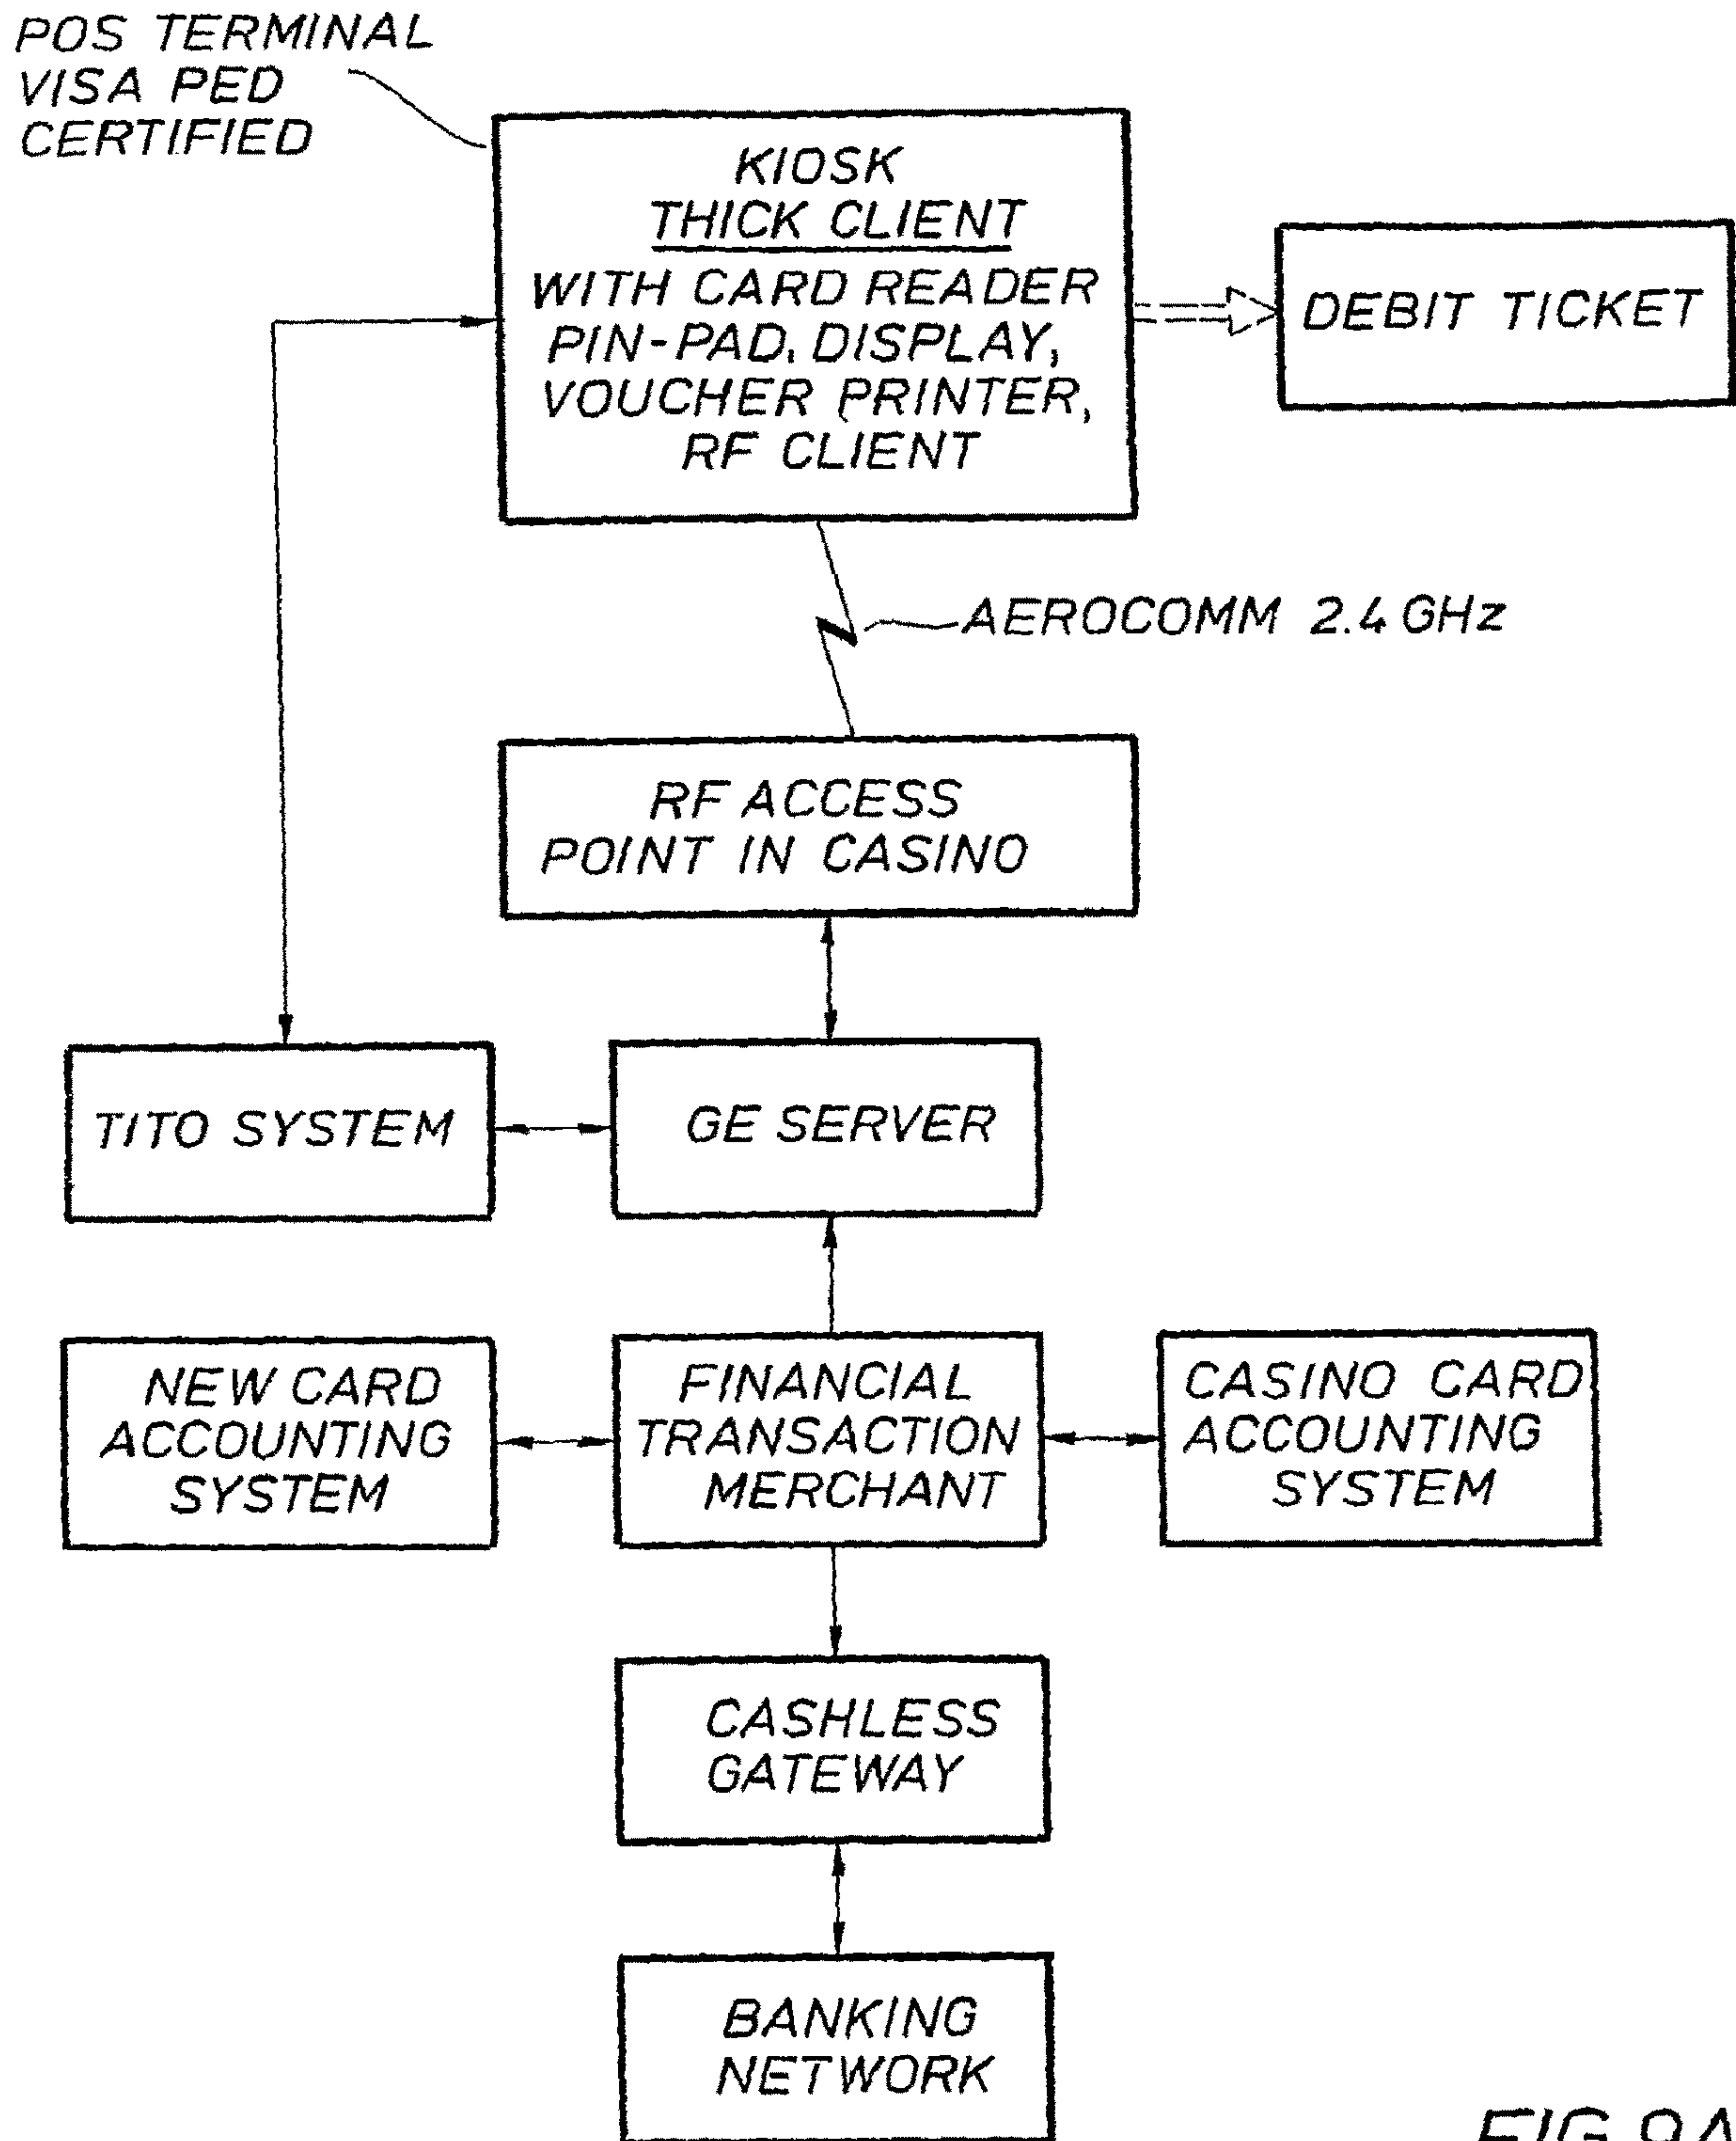 POS TERMINAL
VISA PED
CERTIFIED
KIOSK
THICK CLIENT
WITH CARD READER
PIN-PAD, DISPLAY,
VOUCHER PRINTER,
RF CLIENT
DEBIT TICKET
AEROCOMM 2.4 GHz
RF ACCESS
POINT IN CASINO
TITO SYSTEM
GE SERVER
NEW CARD
ACCOUNTING
SYSTEM
FINANCIAL
TRANSACTION
MERCHANT
CASINO CARD
ACCOUNTING
SYSTEM
CASHLESS
GATEWAY
BANKING
NETWORK
FIG 9A